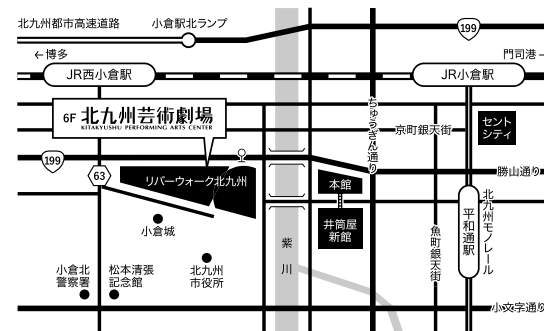 北九州都市高速道路
小倉駅北ランプ
199
←博多
門司港→
JR西小倉駅
JR小倉駅
6F 北九州芸術劇場
KITAKYUSHU PERFORMING ARTS CENTER
ちゅうぎん通り
京町銀天街
セント
シティ
199
63
リバーウォーク北九州
本館
勝山通り
小倉城
井筒屋
新館
紫川
魚町銀天街
平和通駅
北九州モノレール
小倉北
警察署
松本清張
記念館
北九州
市役所
小文字通り